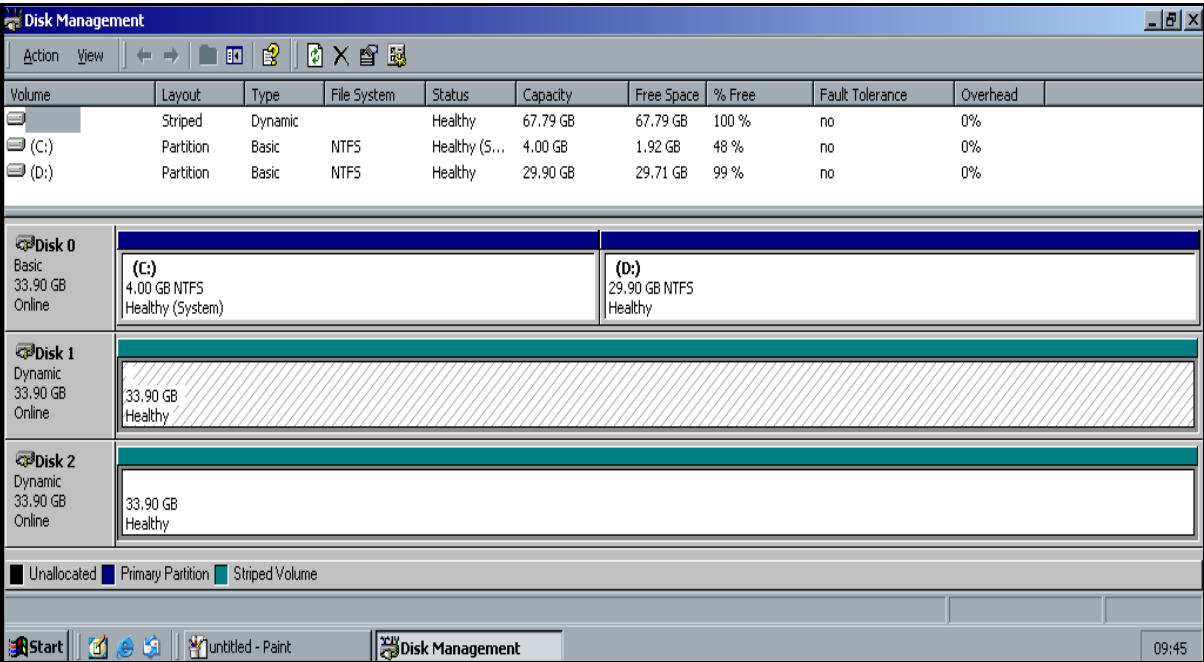 Disk Management
Action View
Volume Layout Type File System Status Capacity Free Space % Free Fault Tolerance Overhead
Striped Dynamic Healthy 67.79 GB 67.79 GB 100 % no 0%
(C:) Partition Basic NTFS Healthy (S... 4.00 GB 1.92 GB 48 % no 0%
(D:) Partition Basic NTFS Healthy 29.90 GB 29.71 GB 99 % no 0%
Disk 0
Basic
33.90 GB
Online
(C:)
4.00 GB NTFS
Healthy (System)
(D:)
29.90 GB NTFS
Healthy
Disk 1
Dynamic
33.90 GB
Online
33.90 GB
Healthy
Disk 2
Dynamic
33.90 GB
Online
33.90 GB
Healthy
Unallocated Primary Partition Striped Volume
Start untitled - Paint Disk Management 09:45